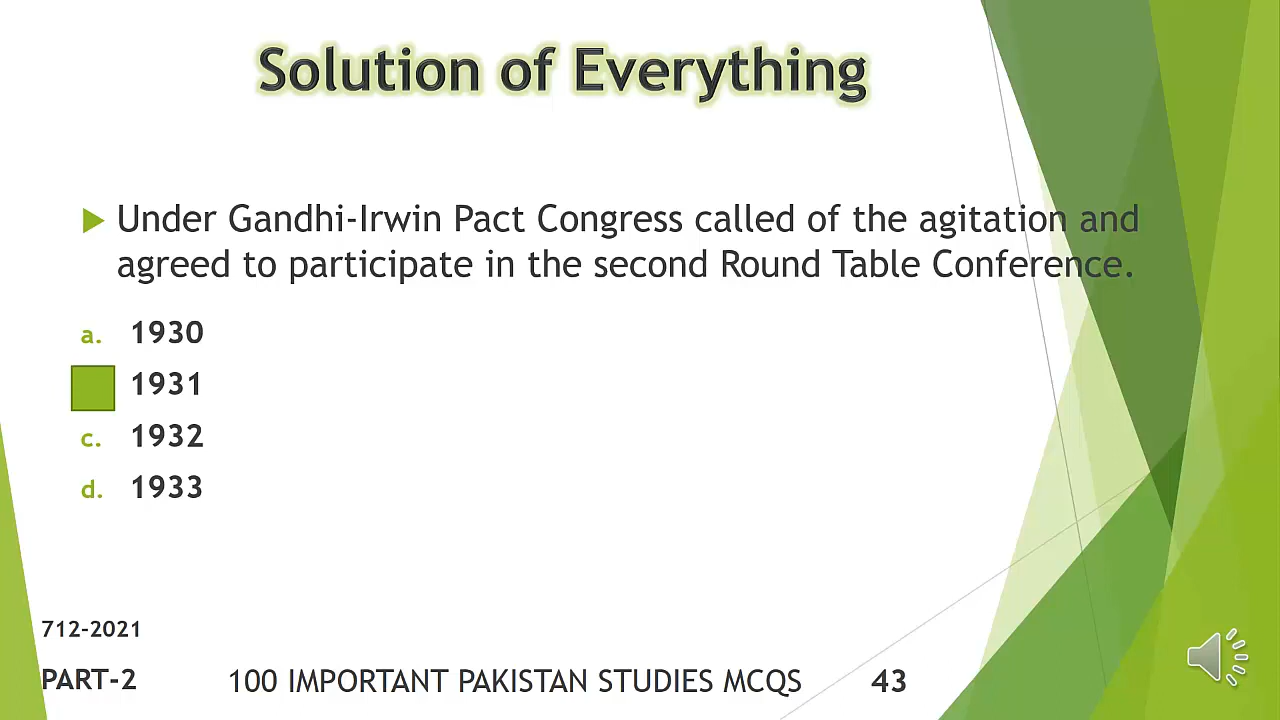 Solution of Everything
Under Gandhi-Irwin Pact Congress called of the agitation and
agreed to participate in the second Round Table Conference.
a. 1930
1931
c. 1932
d. 1933
712-2021
PART-2 100 IMPORTANT PAKISTAN STUDIES MCQS 43